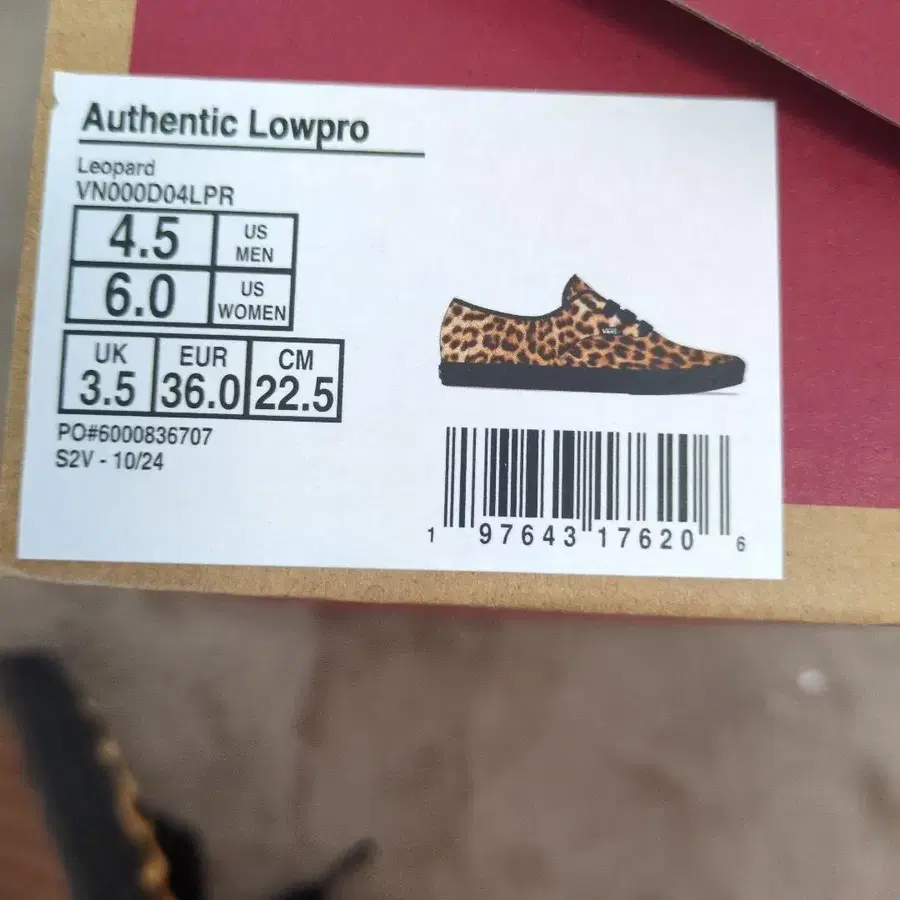 Authentic Lowpro
Leopard
VN000D04LPR
4.5 US MEN
6.0 US WOMEN
UK EUR CM
3.5 36.0 22.5
PO#6000836707
S2V - 10/24
VANS
1 97643 17620 6